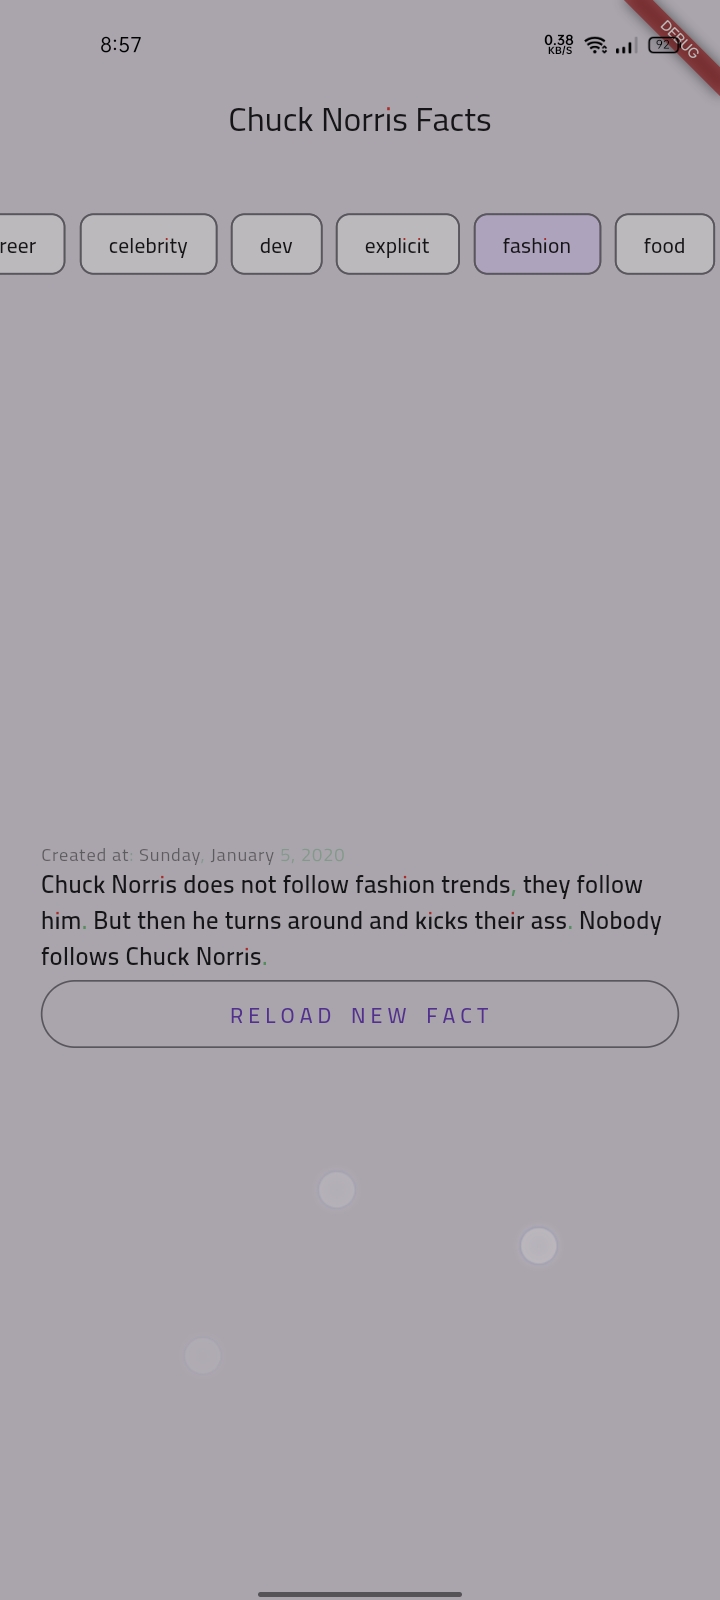 8:57
0.38
KB/S
92
DEBUG
Chuck Norris Facts
reer
celebrity
dev
explicit
fashion
food
Created at: Sunday, January 5, 2020
Chuck Norris does not follow fashion trends, they follow
him. But then he turns around and kicks their ass. Nobody
follows Chuck Norris.
RELOAD NEW FACT